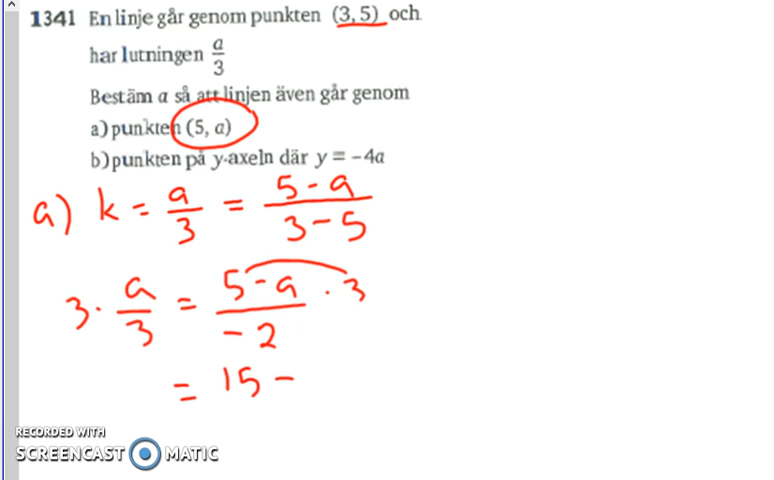 1341 En linje går genom punkten (3, 5) och
har lutningen a/3
Bestäm a så att linjen även går genom
a) punkten (5, a)
b) punkten på y-axeln där y = -4a
a) k = a/3 = (5 - a)/(3 - 5)
3 · a/3 = (5 - a)/(-2) · 3
= 15 -
RECORDED WITH
SCREENCAST MATIC